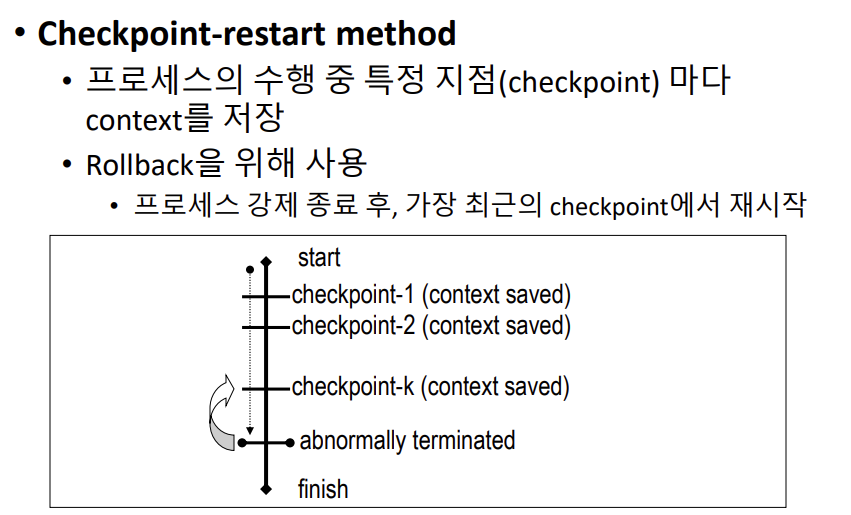 • Checkpoint-restart method
• 프로세스의 수행 중 특정 지점(checkpoint) 마다
context를 저장
• Rollback을 위해 사용
• 프로세스 강제 종료 후, 가장 최근의 checkpoint에서 재시작
start
checkpoint-1 (context saved)
checkpoint-2 (context saved)
checkpoint-k (context saved)
abnormally terminated
finish